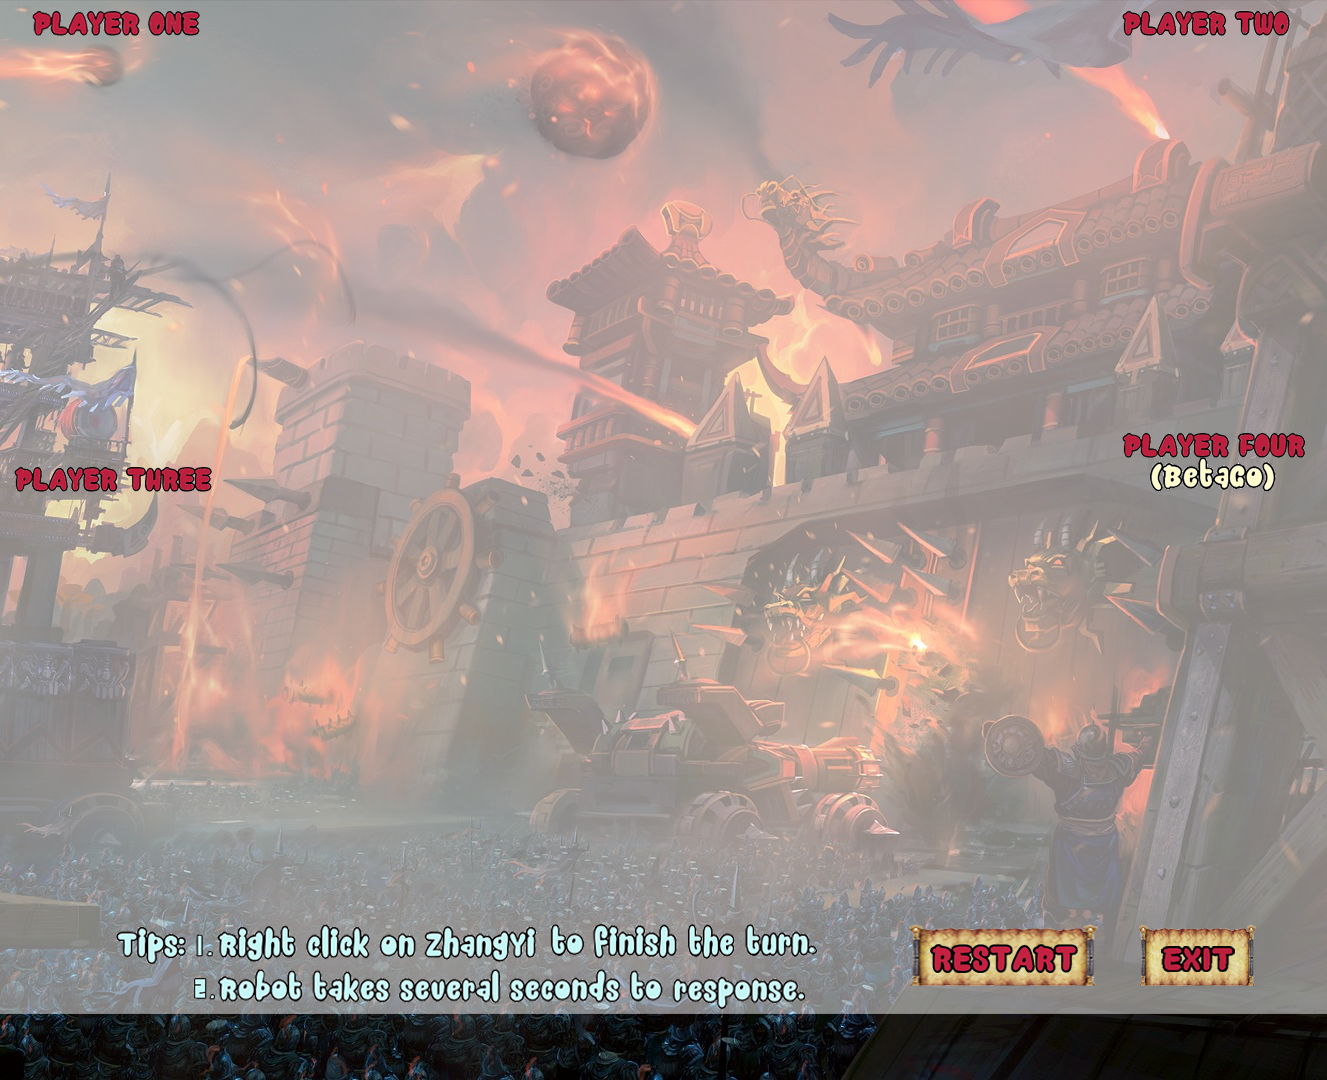 PLAYER ONE
PLAYER TWO
PLAYER THREE
PLAYER FOUR
(BetaGo)
Tips: 1. Right click on ZhangYi to finish the turn.
2. Robot takes several seconds to response.
RESTART
EXIT